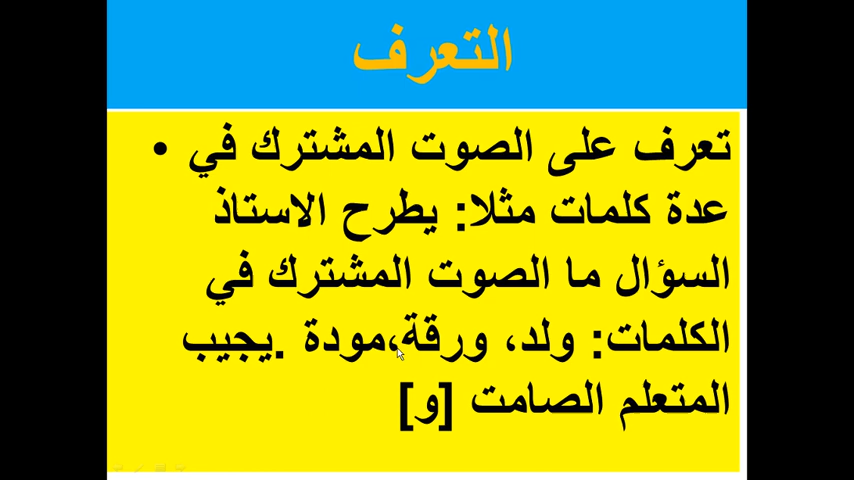 التعرف
تعرف على الصوت المشترك في •
عدة كلمات مثلا: يطرح الاستاذ
السؤال ما الصوت المشترك في
الكلمات: ولد، ورقة،مودة .يجيب
المتعلم الصامت [و]